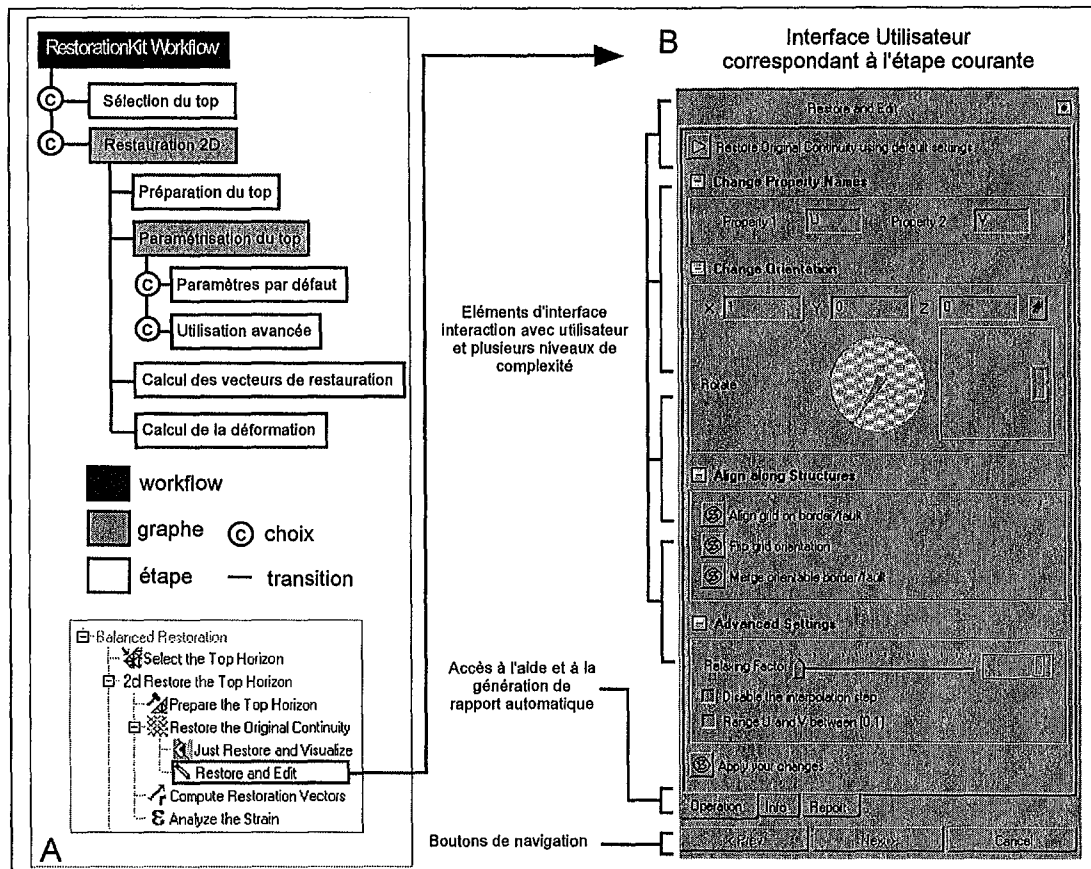 RestorationKit Workflow
C
Sélection du top
C
Restauration 2D
Préparation du top
Paramétrisation du top
C
Paramètres par défaut
C
Utilisation avancée
Calcul des vecteurs de restauration
Calcul de la déformation
workflow
graphe
C choix
étape
transition
Balanced Restoration
Select the Top Horizon
2d Restore the Top Horizon
Prepare the Top Horizon
Restore the Original Continuity
Just Restore and Visualize
Restore and Edit
Compute Restoration Vectors
ε Analyze the Strain
A
B
Interface Utilisateur
correspondant à l'étape courante
Eléments d'interface
interaction avec utilisateur
et plusieurs niveaux de
complexité
Accès à l'aide et à la
génération de
rapport automatique
Boutons de navigation
Restore and Edit
Restore Original Continuity using default settings
Change Property Names
Property 1 U Property 2 V
Change Orientation
X 1 Y 0 Z 0
Rotate
Align along Structures
Align grid on border/fault
Flip grid orientation
Merge orientable border/fault
Advanced Settings
Relaxing Factor
Disable the interpolation step
Range U and V between [0,1]
Apply your changes
Operation Info Report
< Prev Next > Cancel